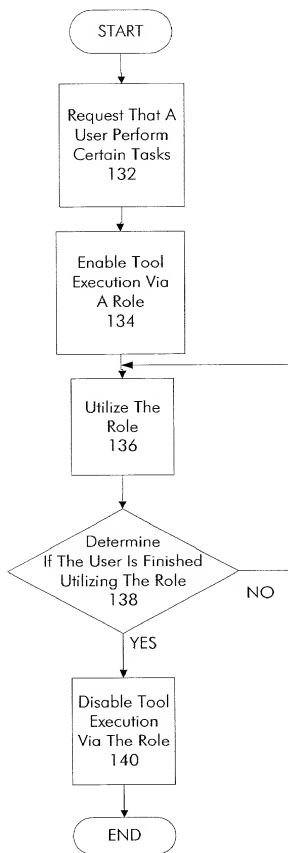 START
Request That A
User Perform
Certain Tasks
132
Enable Tool
Execution Via
A Role
134
Utilize The
Role
136
Determine
If The User Is Finished
Utilizing The Role
138
NO
YES
Disable Tool
Execution
Via The Role
140
END